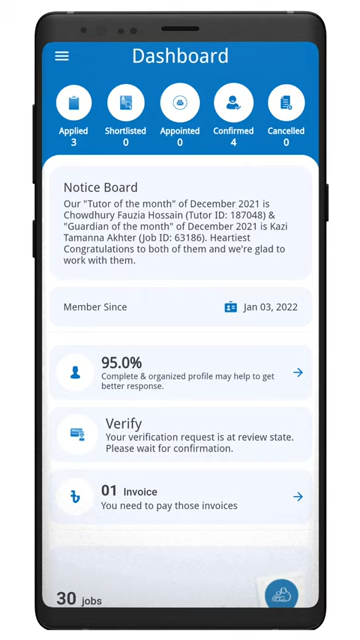 Dashboard
Applied Shortlisted Appointed Confirmed Cancelled
3 0 0 4 0
Notice Board
Our "Tutor of the month" of December 2021 is
Chowdhury Fauzia Hossain (Tutor ID: 187048) &
"Guardian of the month" of December 2021 is Kazi
Tamanna Akhter (Job ID: 63186). Heartiest
Congratulations to both of them and we're glad to
work with them.
Member Since Jan 03, 2022
95.0%
Complete & organized profile may help to get
better response.
Verify
Your verification request is at review state.
Please wait for confirmation.
৳ 01 Invoice
You need to pay those invoices
30 jobs